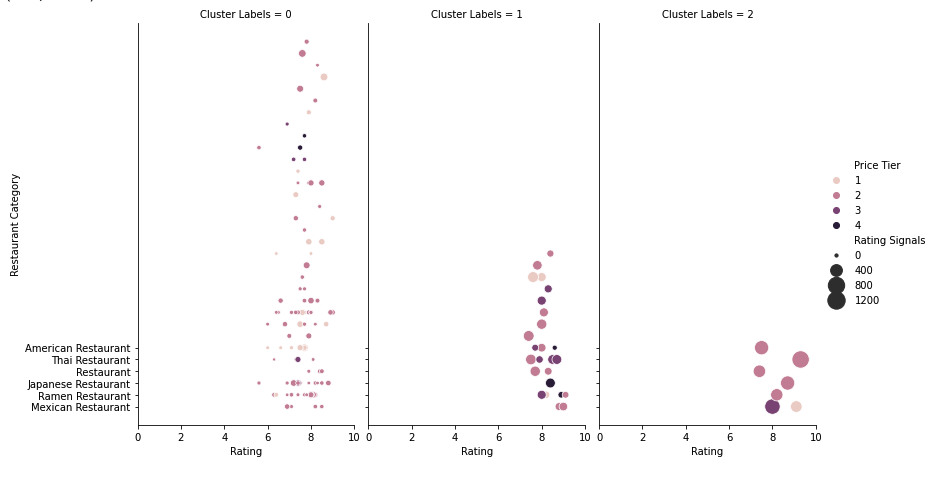 Cluster Labels = 0
Cluster Labels = 1
Cluster Labels = 2
Restaurant Category
American Restaurant
Thai Restaurant
Restaurant
Japanese Restaurant
Ramen Restaurant
Mexican Restaurant
0 2 4 6 8 10
0 2 4 6 8 10
0 2 4 6 8 10
Rating
Rating
Rating
Price Tier
1
2
3
4
Rating Signals
0
400
800
1200